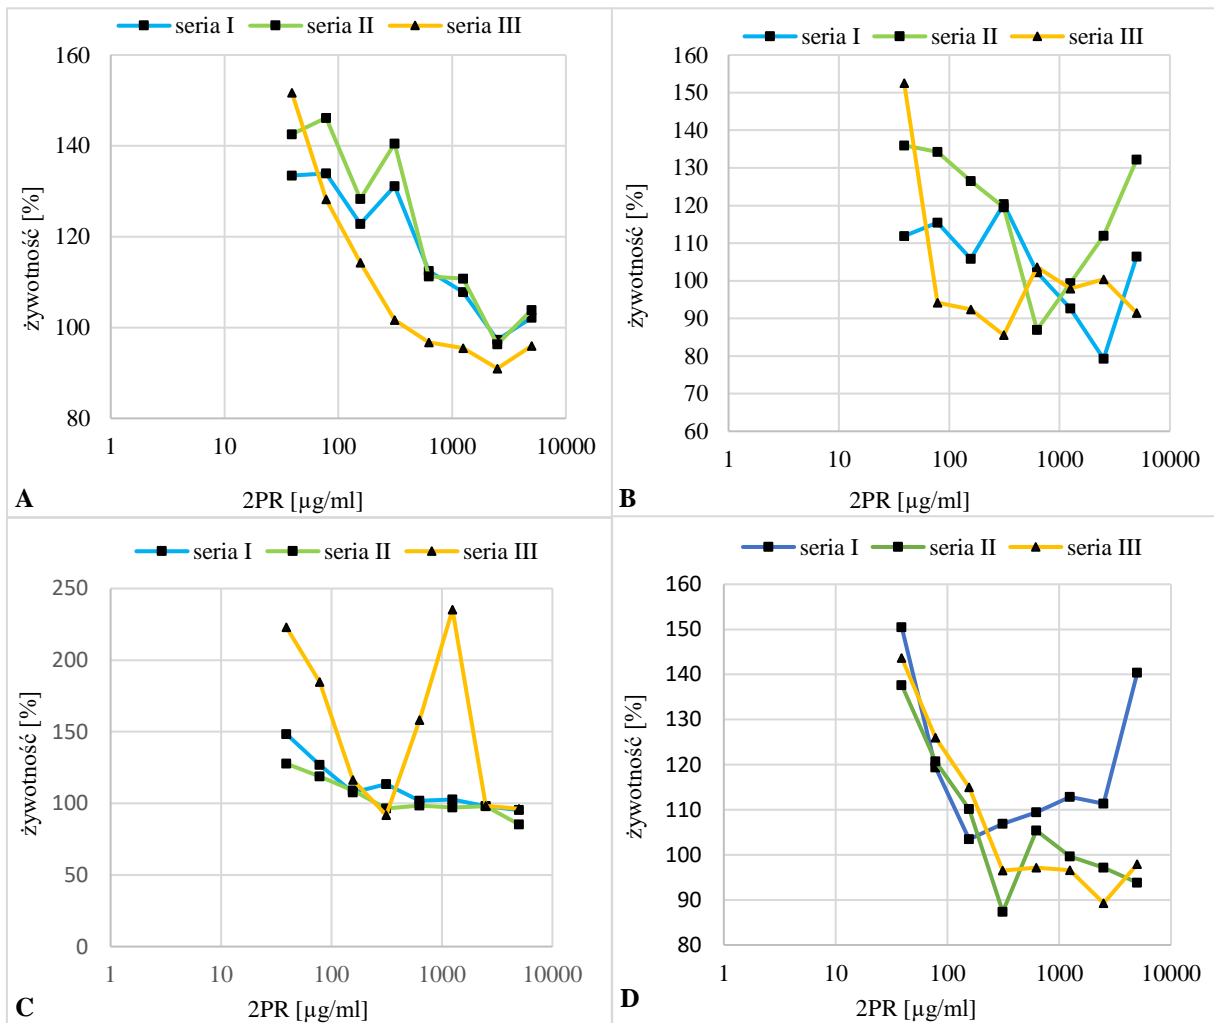 seria I seria II seria III
160
140
120
100
80
1 10 100 1000 10000
żywotność [%]
2PR [µg/ml]
A
seria I seria II seria III
160
150
140
130
120
110
100
90
80
70
60
1 10 100 1000 10000
żywotność [%]
2PR [µg/ml]
B
seria I seria II seria III
250
200
150
100
50
0
1 10 100 1000 10000
żywotność [%]
2PR [µg/ml]
C
seria I seria II seria III
160
150
140
130
120
110
100
90
80
1 10 100 1000 10000
żywotność [%]
2PR [µg/ml]
D